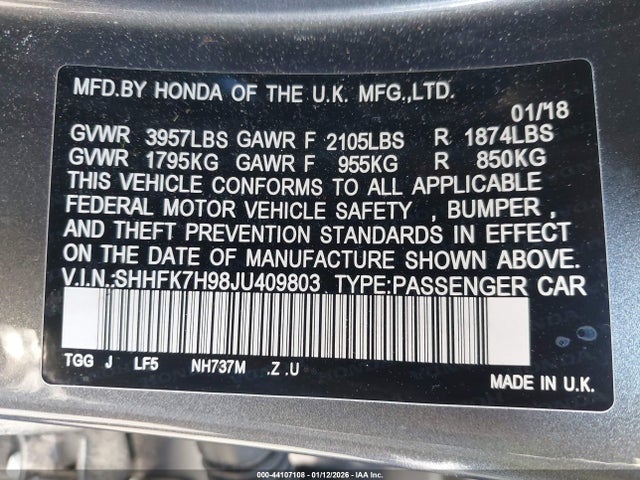 MFD.BY HONDA OF THE U.K. MFG.,LTD.
01/18
GVWR 3957LBS GAWR F 2105LBS R 1874LBS
GVWR 1795KG GAWR F 955KG R 850KG
THIS VEHICLE CONFORMS TO ALL APPLICABLE
FEDERAL MOTOR VEHICLE SAFETY , BUMPER ,
AND THEFT PREVENTION STANDARDS IN EFFECT
ON THE DATE OF MANUFACTURE SHOWN ABOVE.
V.I.N.:SHHFK7H98JU409803 TYPE:PASSENGER CAR
TGG J LF5 NH737M .Z .U
MADE IN U.K.
000-44107108 - 01/12/2026 - IAA Inc.